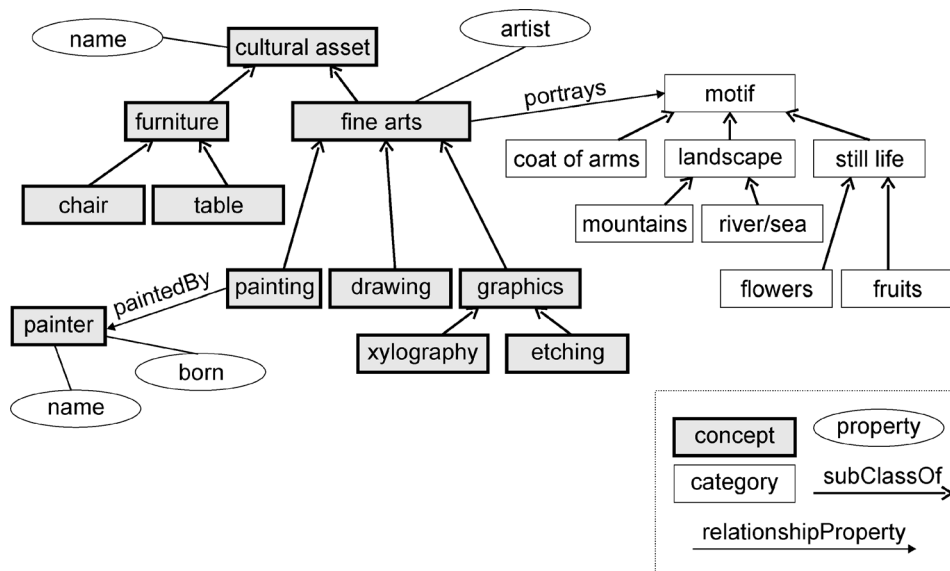 artist
name
cultural asset
portrays
motif
furniture
fine arts
coat of arms
landscape
still life
chair
table
mountains
river/sea
paintedBy
painting
drawing
graphics
flowers
fruits
painter
xylography
etching
born
name
concept
property
category
subClassOf
relationshipProperty